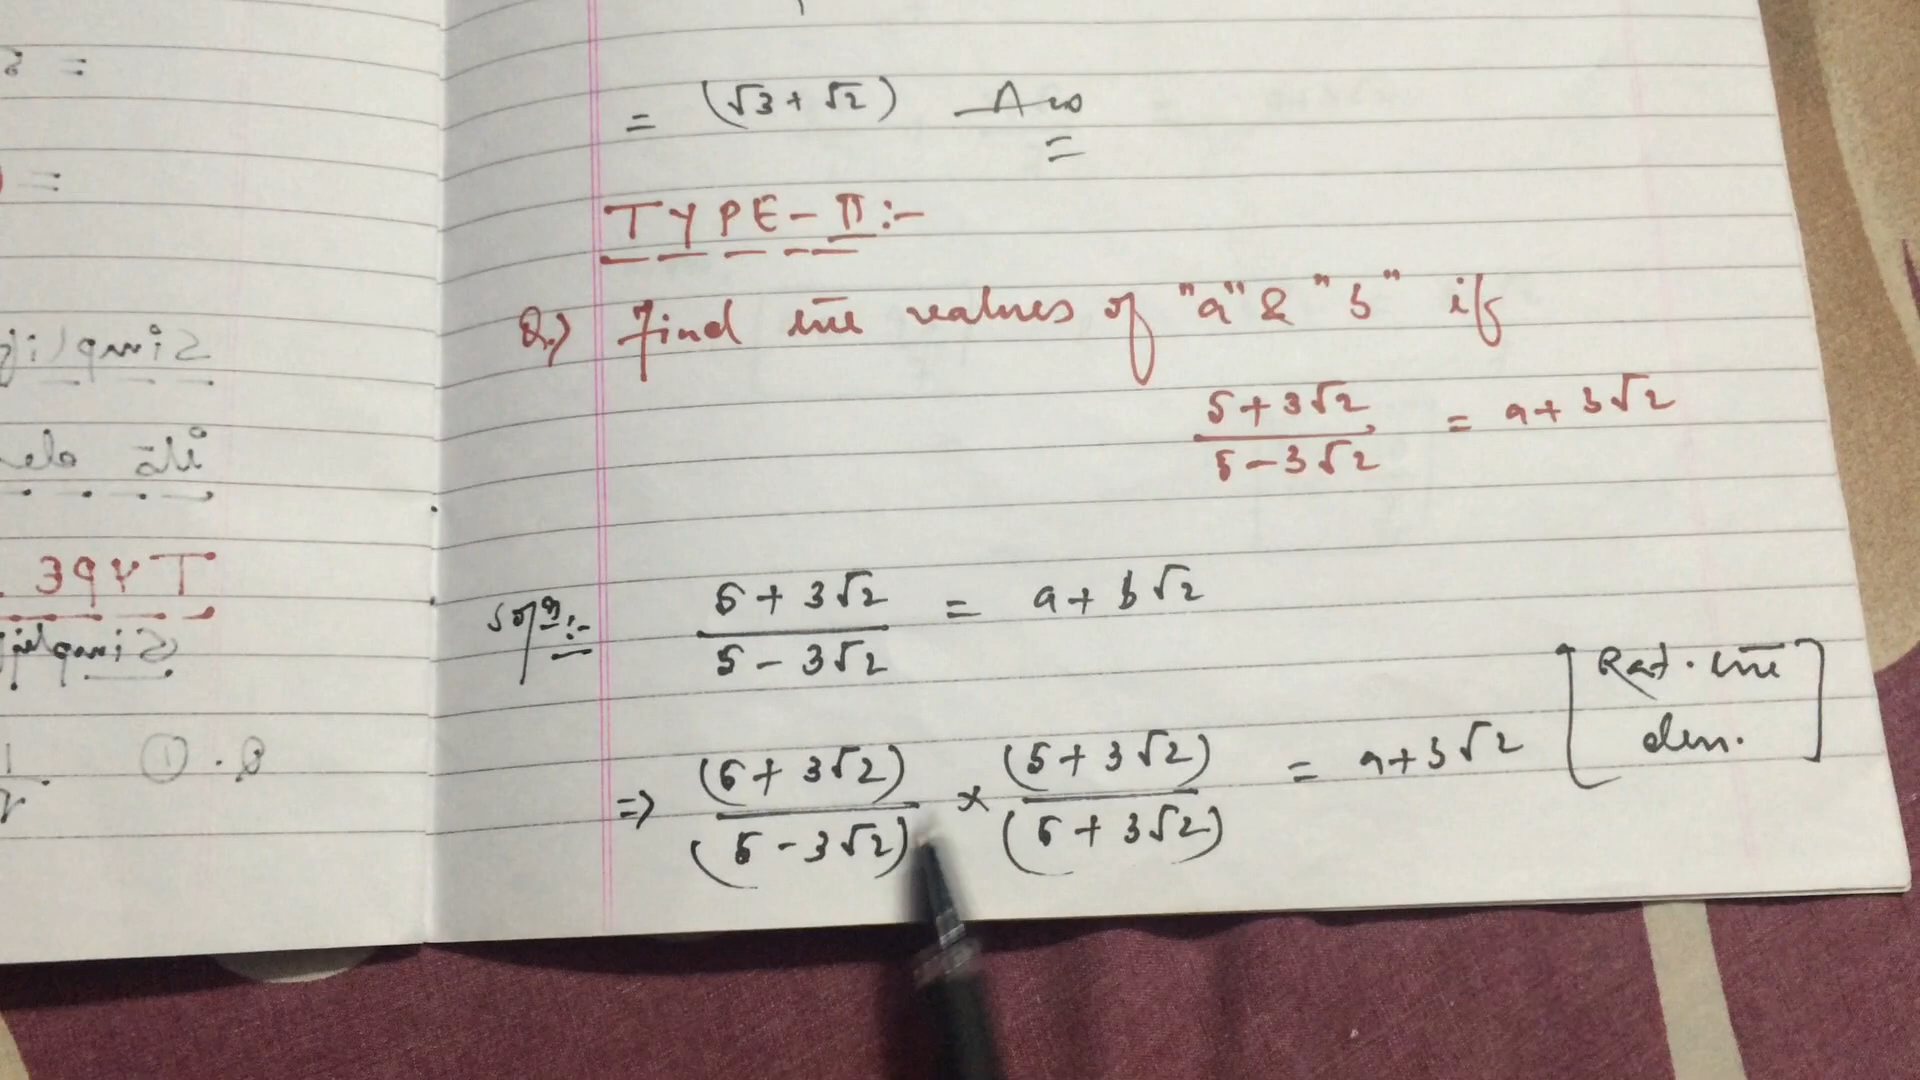 = (√3 + √2) Ans
TYPE-II:-
Q.) Find the values of "a" & "b" if
5+3√2 / 5-3√2 = a+b√2
Solⁿ:- 5+3√2 / 5-3√2 = a+b√2
⇒ (5+3√2) / (5-3√2) × (5+3√2) / (5+3√2) = a+b√2 [Rat. the den.]